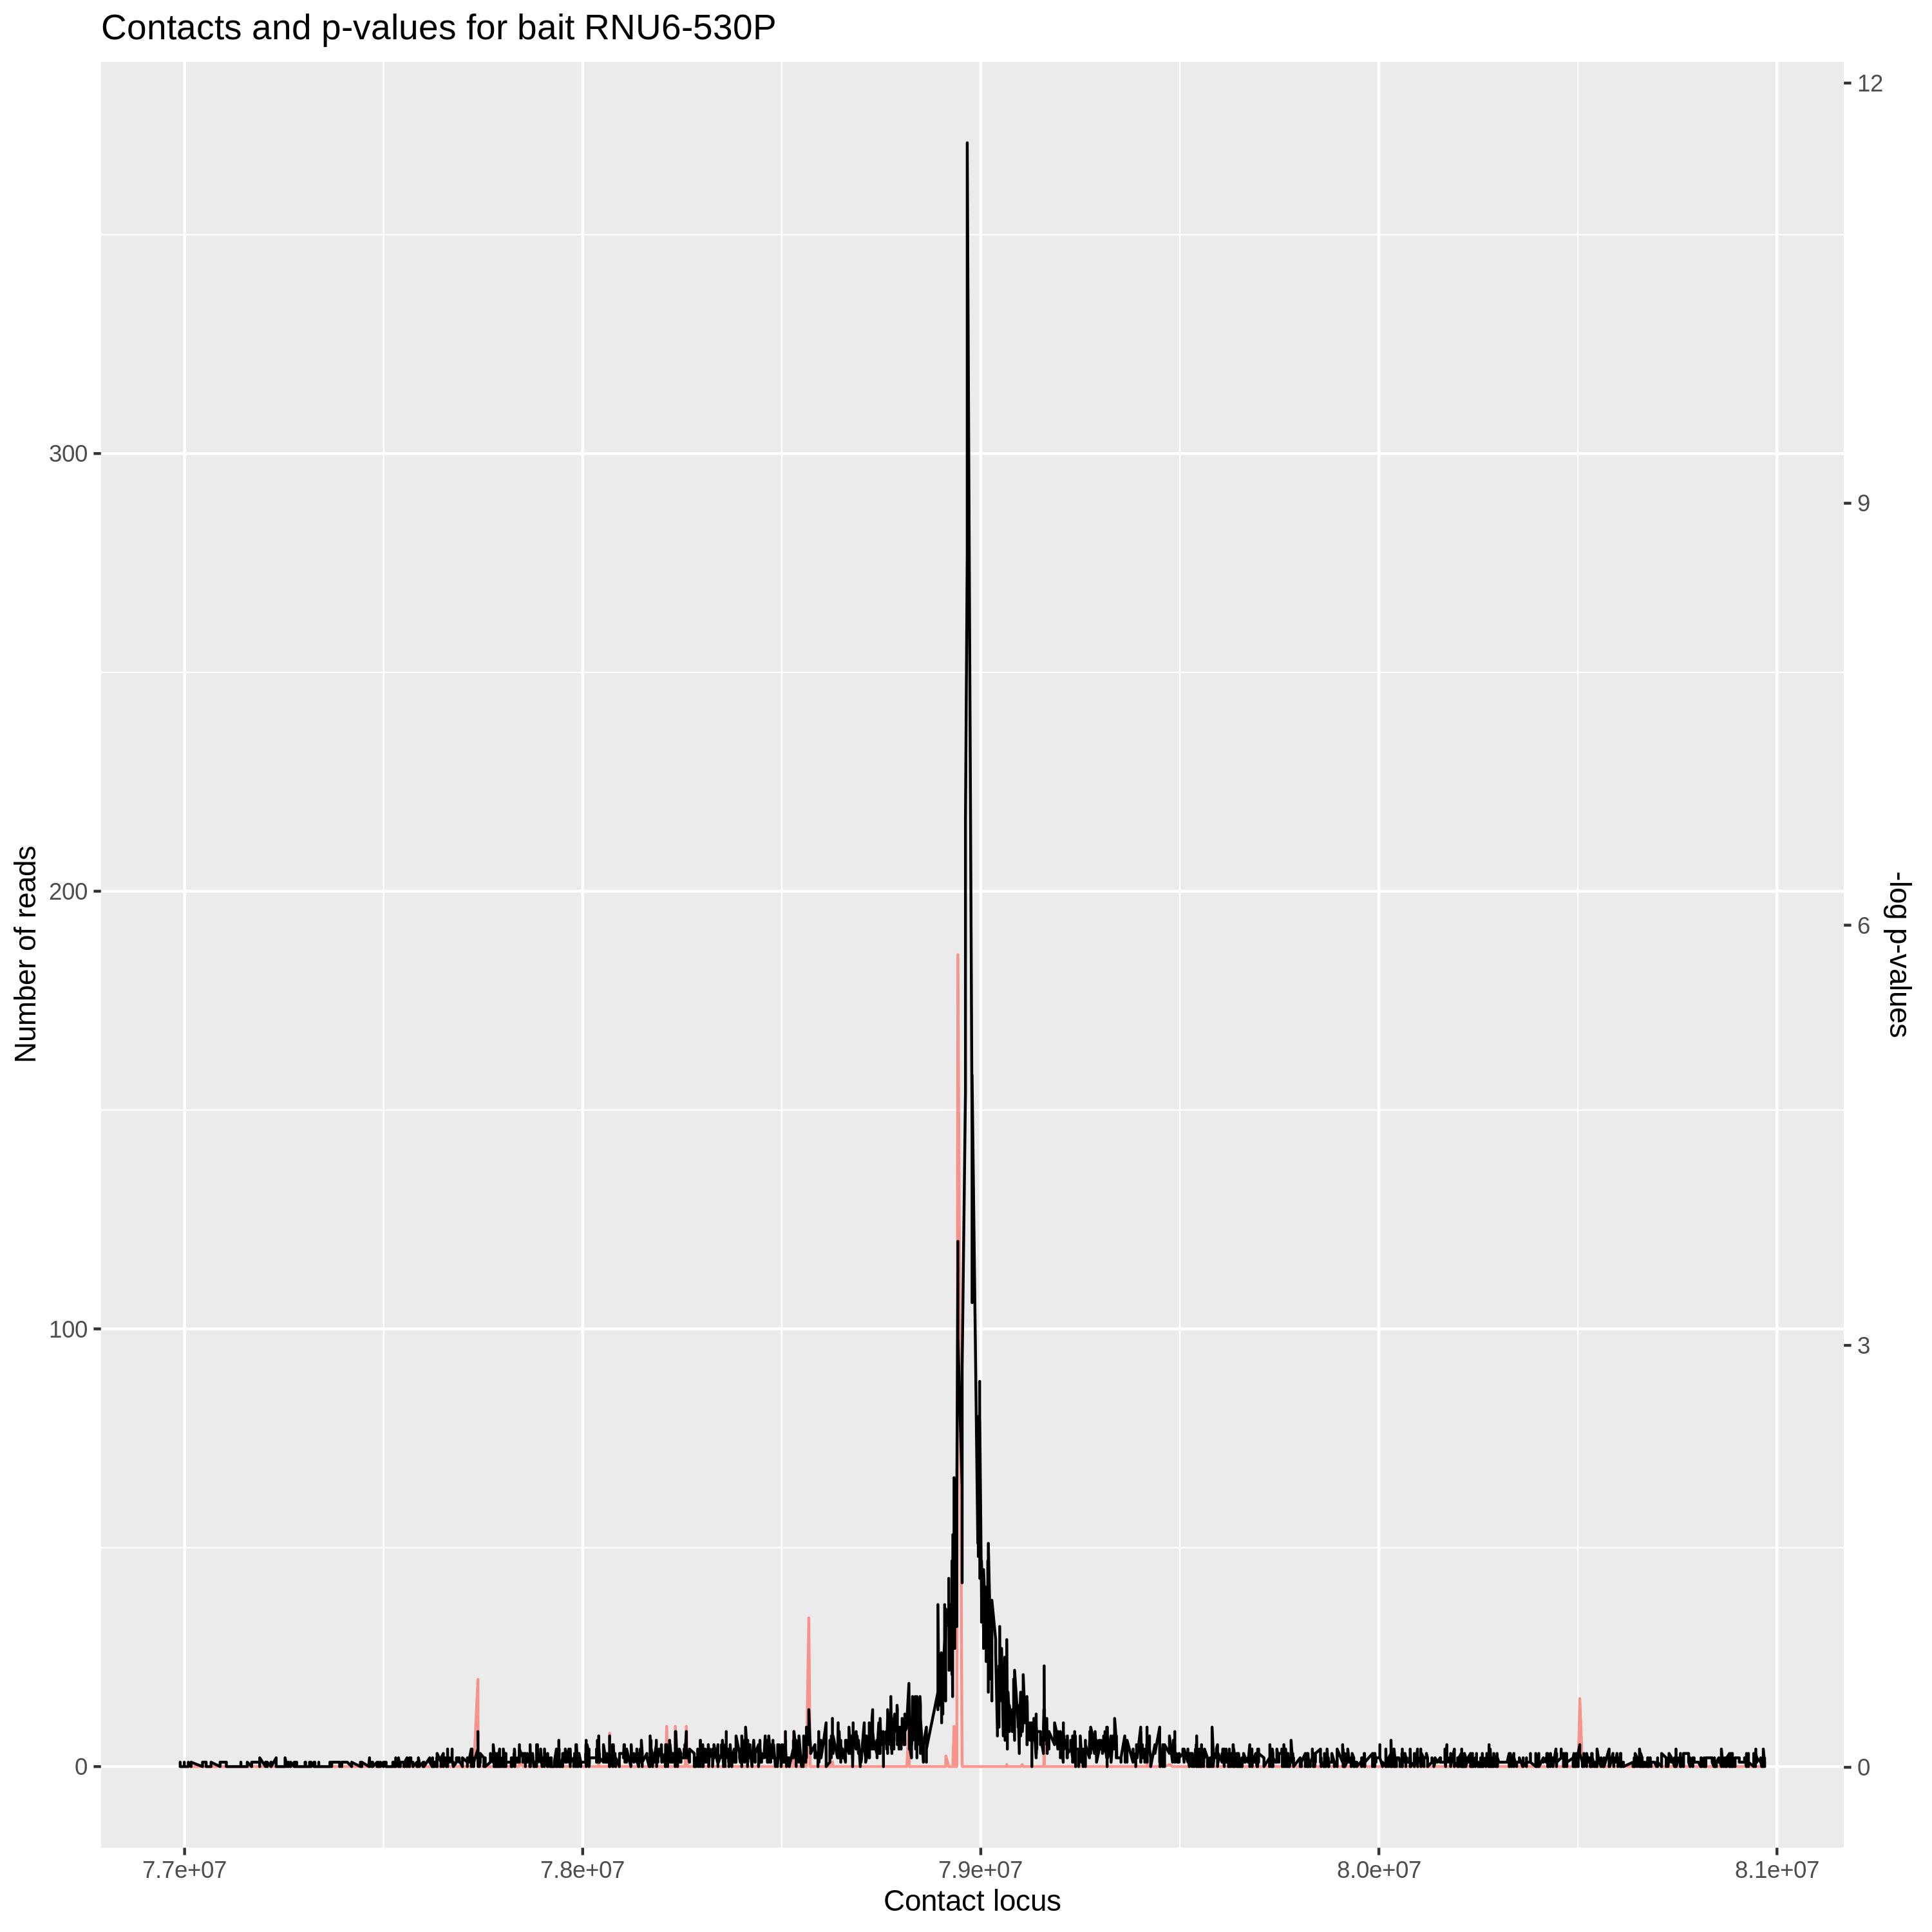 Contacts and p-values for bait RNU6-530P
12
300
9
200
6
100
3
0
0
Number of reads
-log p-values
7.7e+07
7.8e+07
7.9e+07
8.0e+07
8.1e+07
Contact locus